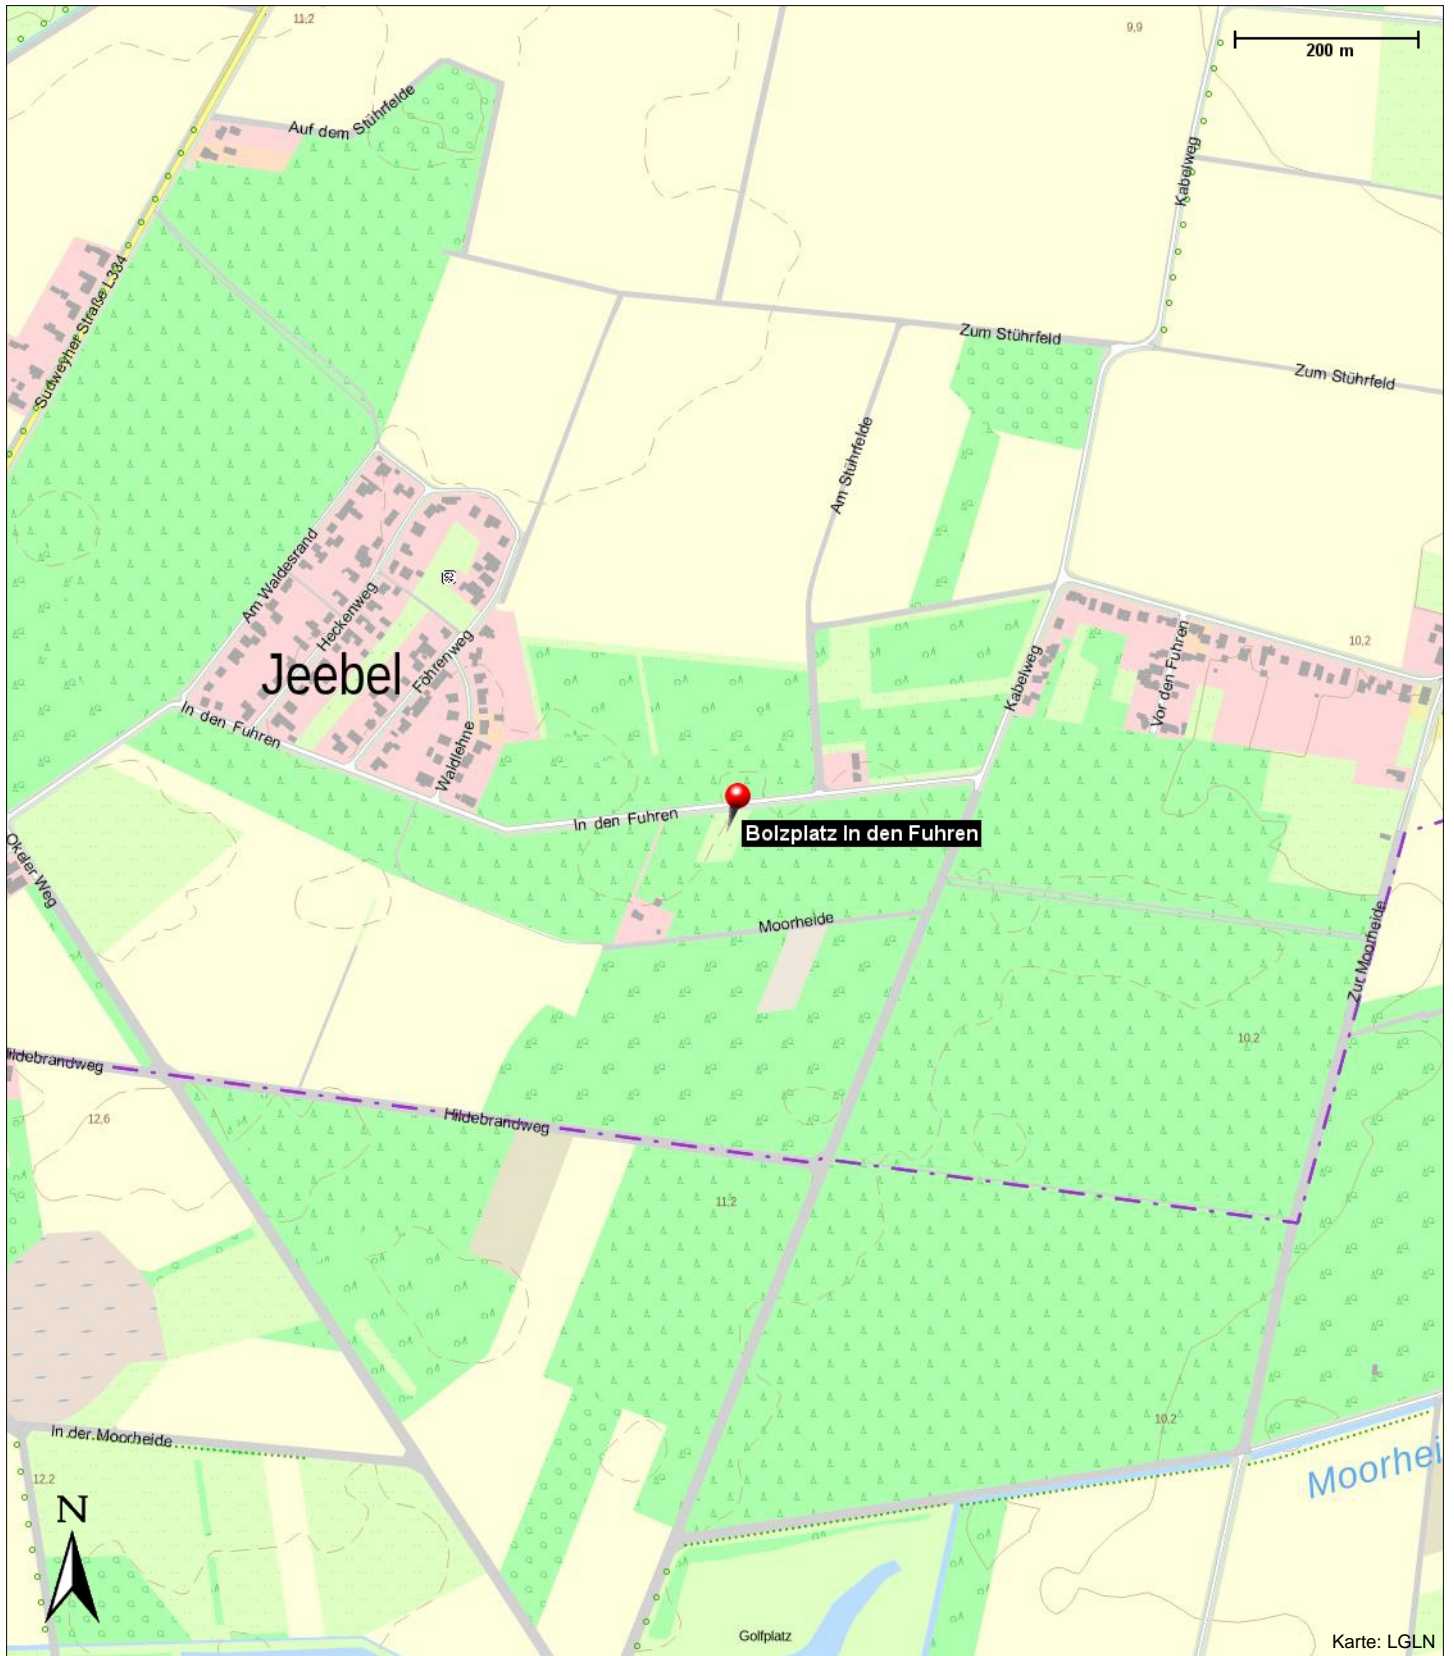 11,2
9,9
200 m
Auf dem Stührfelde
Kabelweg
Sudweyher Straße L334
Zum Stührfeld
Zum Stührfeld
Am Stührfelde
Am Waldesrand
Heckenweg
Föhrenweg
Jeebel
Kabelweg
Vor den Fuhren
10,2
In den Fuhren
Waldlehne
In den Fuhren
Bolzplatz In den Fuhren
Okeler Weg
Moorheide
Zur Moorheide
10,2
ildebrandweg
12,6
Hildebrandweg
11,2
10,2
In der Moorheide
12,2
Moorhei
N
Golfplatz
Karte: LGLN